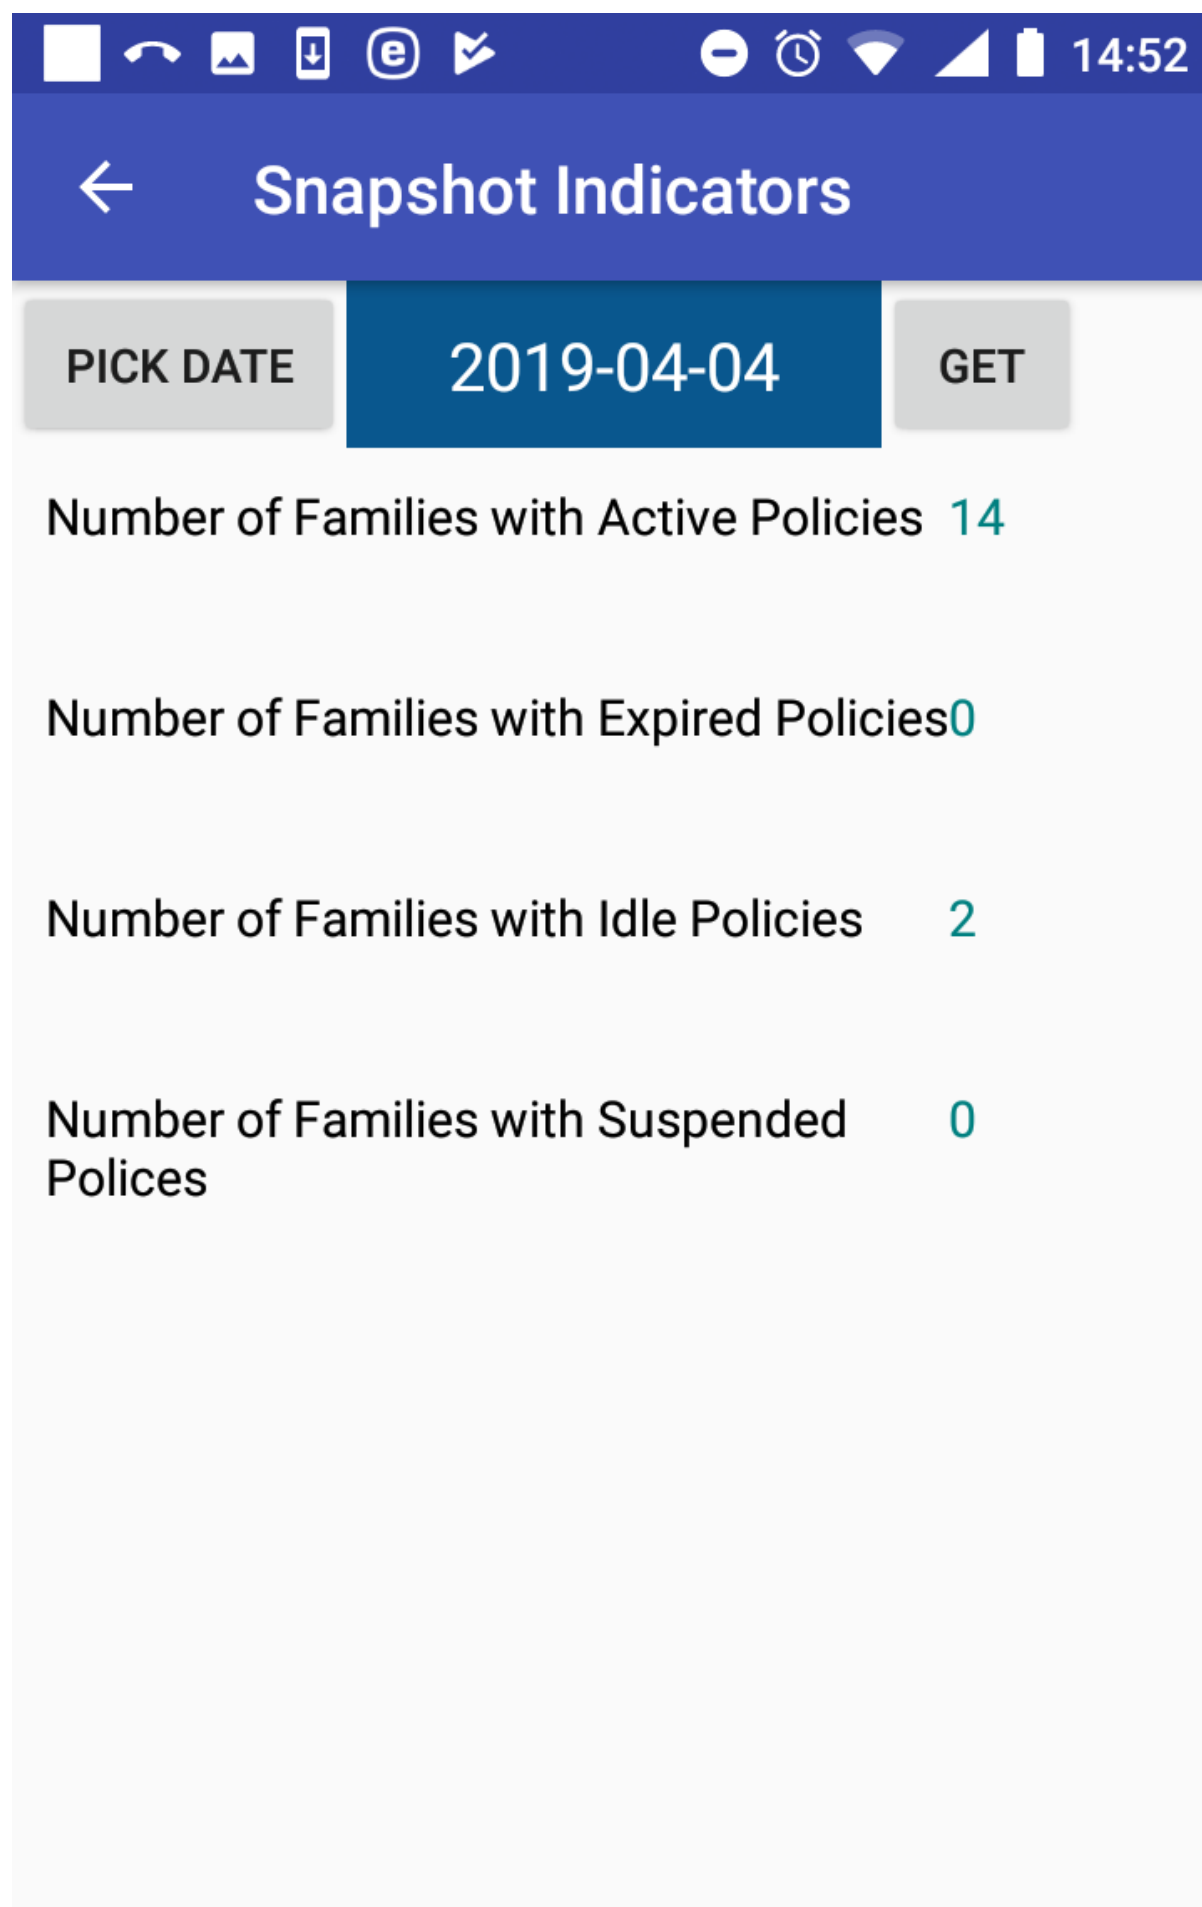 14:52
Snapshot Indicators
PICK DATE 2019-04-04 GET
Number of Families with Active Policies 14
Number of Families with Expired Policies0
Number of Families with Idle Policies 2
Number of Families with Suspended 0
Polices